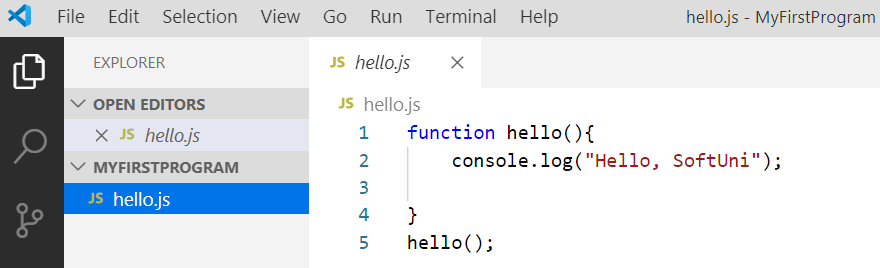 File Edit Selection View Go Run Terminal Help hello.js - MyFirstProgram
EXPLORER
OPEN EDITORS
JS hello.js
MYFIRSTPROGRAM
JS hello.js
JS hello.js
JS hello.js
1 function hello(){
2     console.log("Hello, SoftUni");
3
4 }
5 hello();